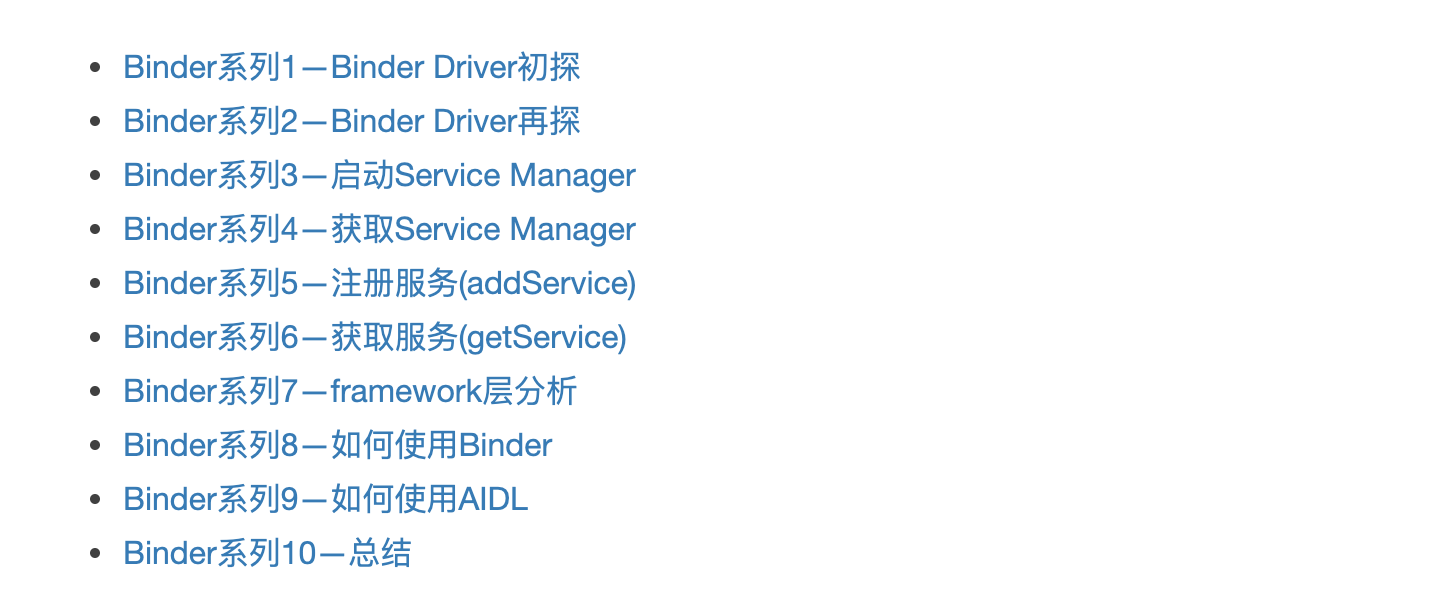 Binder系列1—Binder Driver初探
Binder系列2—Binder Driver再探
Binder系列3—启动Service Manager
Binder系列4—获取Service Manager
Binder系列5—注册服务(addService)
Binder系列6—获取服务(getService)
Binder系列7—framework层分析
Binder系列8—如何使用Binder
Binder系列9—如何使用AIDL
Binder系列10—总结